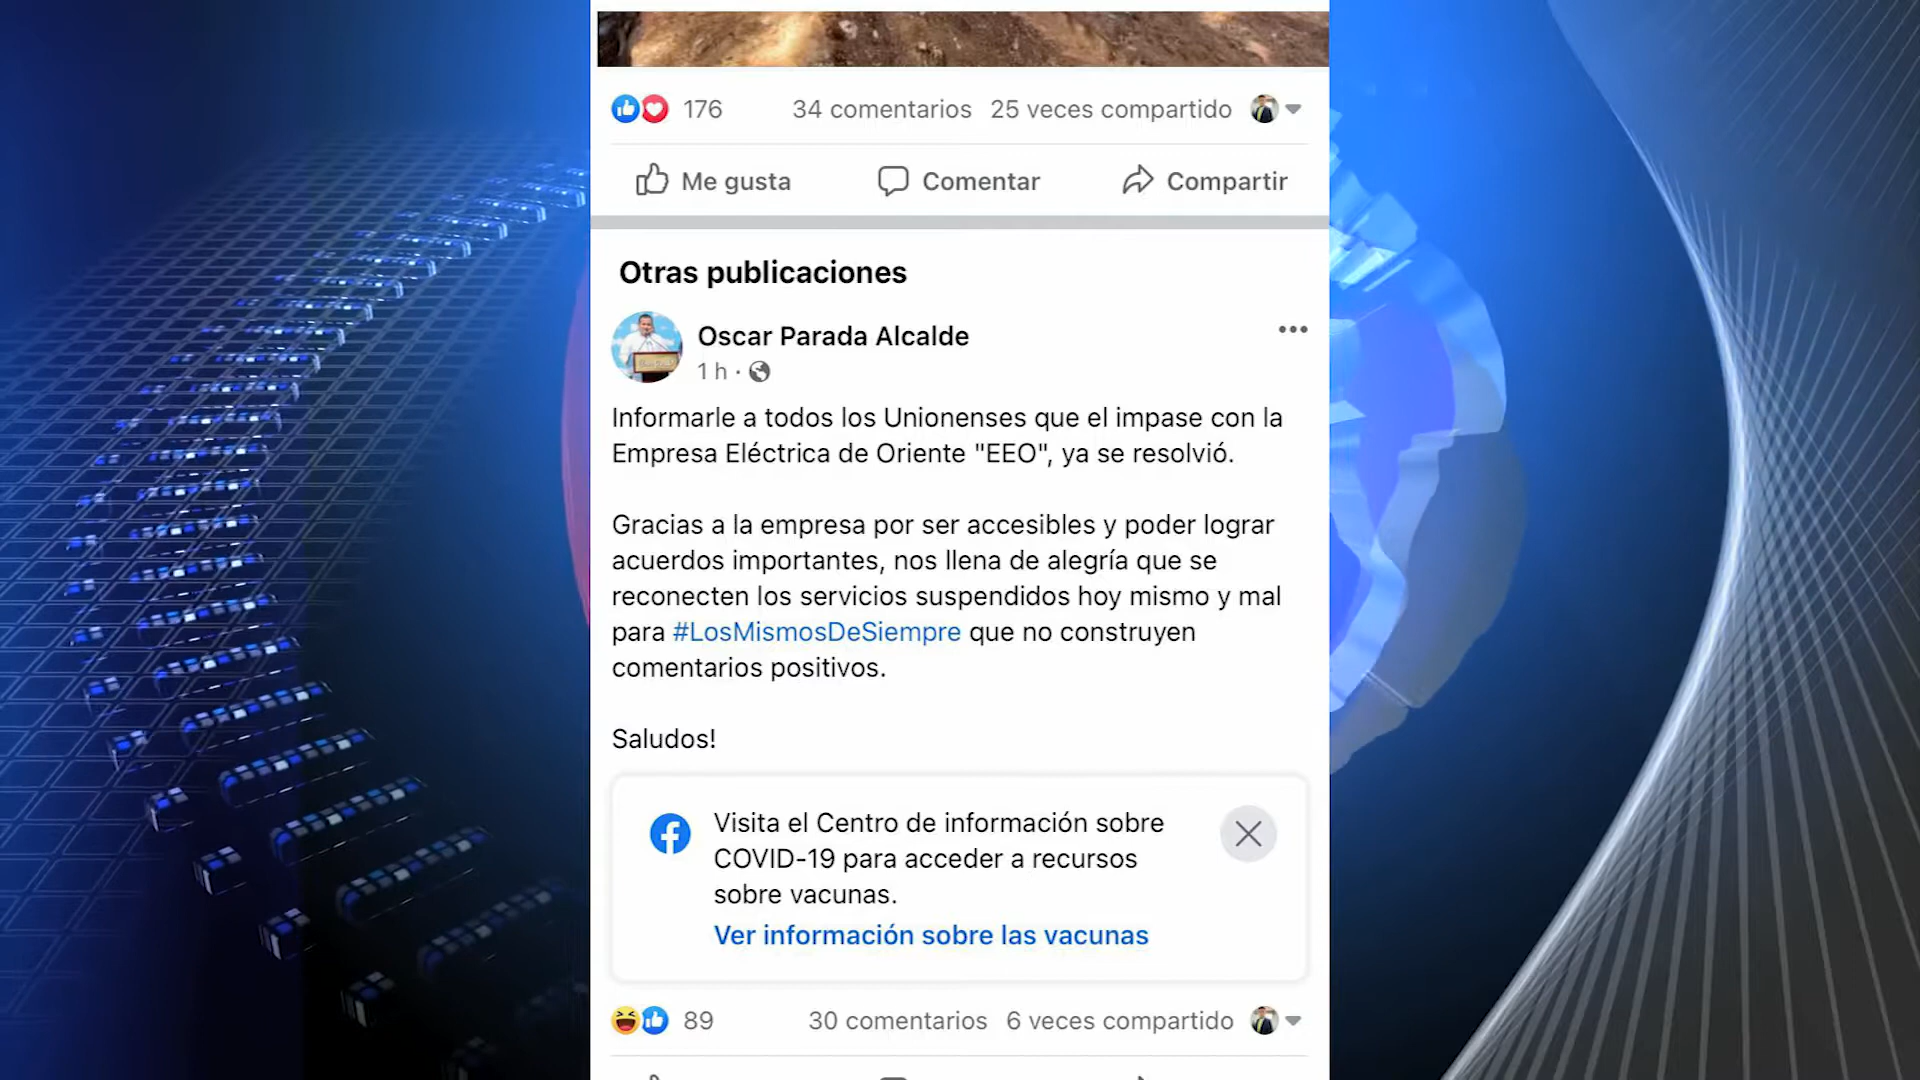 176 34 comentarios 25 veces compartido
Me gusta Comentar Compartir
Otras publicaciones
Oscar Parada Alcalde
1 h ·
Informarle a todos los Unionenses que el impase con la
Empresa Eléctrica de Oriente "EEO", ya se resolvió.
Gracias a la empresa por ser accesibles y poder lograr
acuerdos importantes, nos llena de alegría que se
reconecten los servicios suspendidos hoy mismo y mal
para #LosMismosDeSiempre que no construyen
comentarios positivos.
Saludos!
Visita el Centro de información sobre
COVID-19 para acceder a recursos
sobre vacunas.
Ver información sobre las vacunas
89 30 comentarios 6 veces compartido